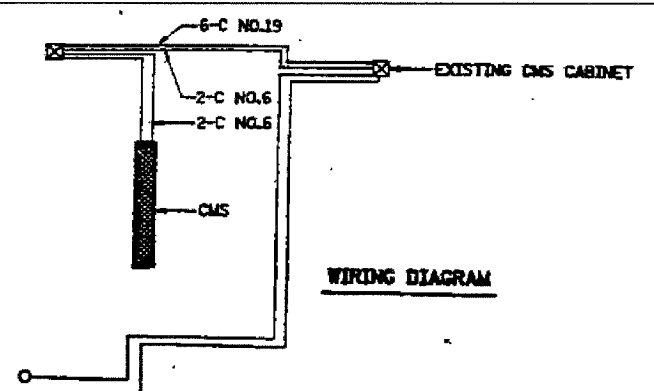 6-C NO.19
EXISTING CMS CABINET
2-C NO.6
2-C NO.6
CMS
WIRING DIAGRAM